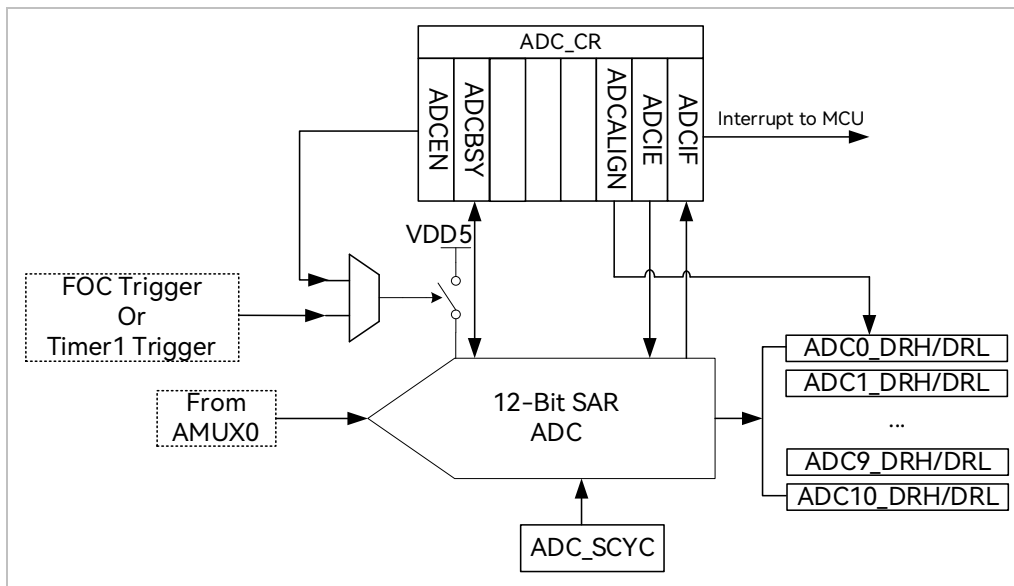 ADC_CR
ADCEN
ADCBSY
ADCALIGN
ADCIE
ADCIF
Interrupt to MCU
VDD5
FOC Trigger
Or
Timer1 Trigger
From
AMUX0
12-Bit SAR
ADC
ADC_SCYC
ADC0_DRH/DRL
ADC1_DRH/DRL
...
ADC9_DRH/DRL
ADC10_DRH/DRL